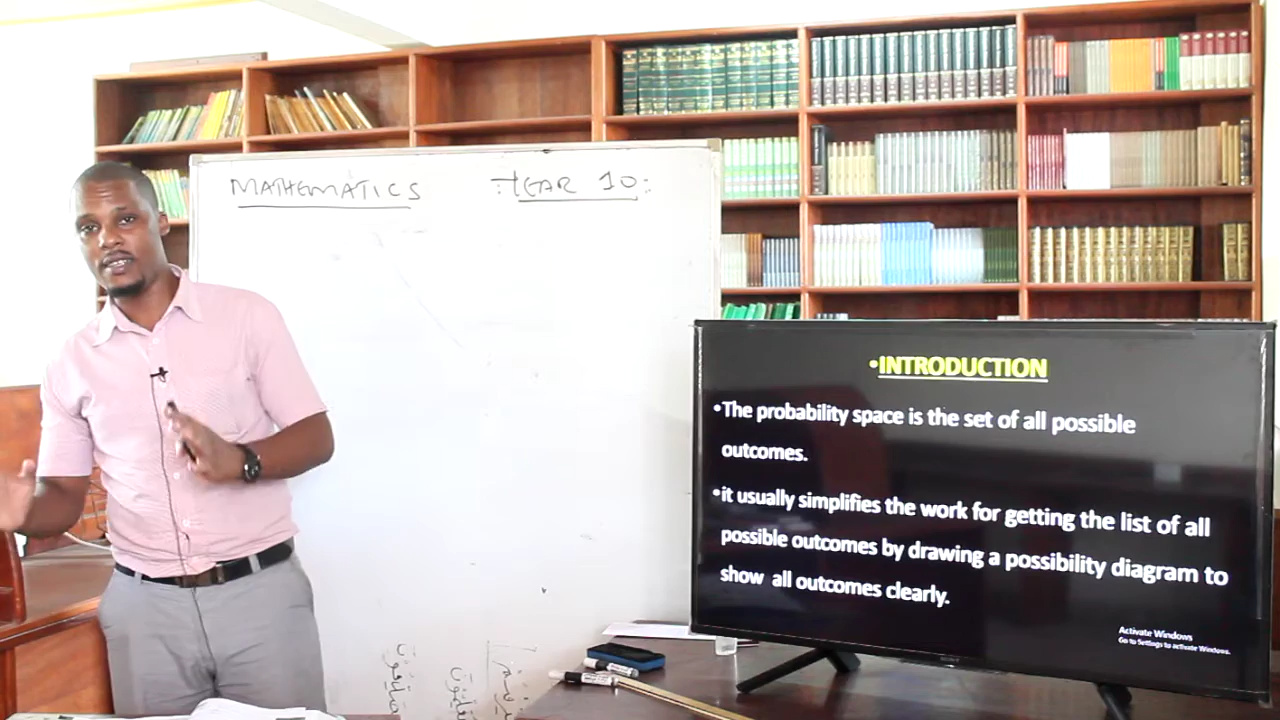 MATHEMATICS
:YEAR 10:
•INTRODUCTION
•The probability space is the set of all possible
outcomes.
•it usually simplifies the work for getting the list of all
possible outcomes by drawing a possibility diagram to
show all outcomes clearly.
Activate Windows
Go to Settings to activate Windows.